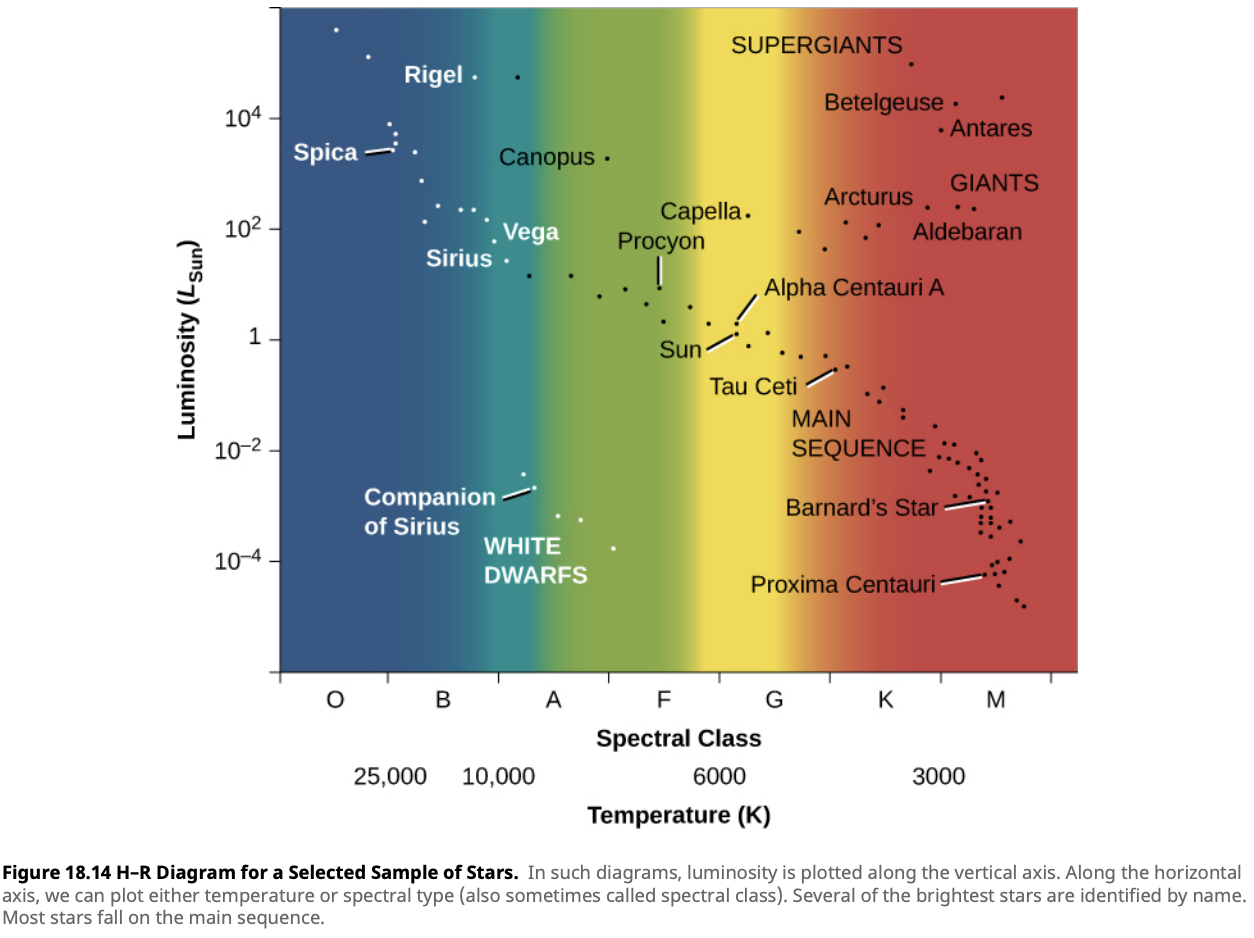 SUPERGIANTS
Rigel
Betelgeuse
10⁴
Antares
Spica
Canopus
GIANTS
Arcturus
Capella
10²
Vega
Aldebaran
Procyon
Sirius
Alpha Centauri A
Luminosity (LSun)
1
Sun
Tau Ceti
MAIN
SEQUENCE
10–2
Companion
of Sirius
Barnard’s Star
WHITE
DWARFS
10–4
Proxima Centauri
O B A F G K M
Spectral Class
25,000 10,000 6000 3000
Temperature (K)
Figure 18.14 H–R Diagram for a Selected Sample of Stars. In such diagrams, luminosity is plotted along the vertical axis. Along the horizontal
axis, we can plot either temperature or spectral type (also sometimes called spectral class). Several of the brightest stars are identified by name.
Most stars fall on the main sequence.